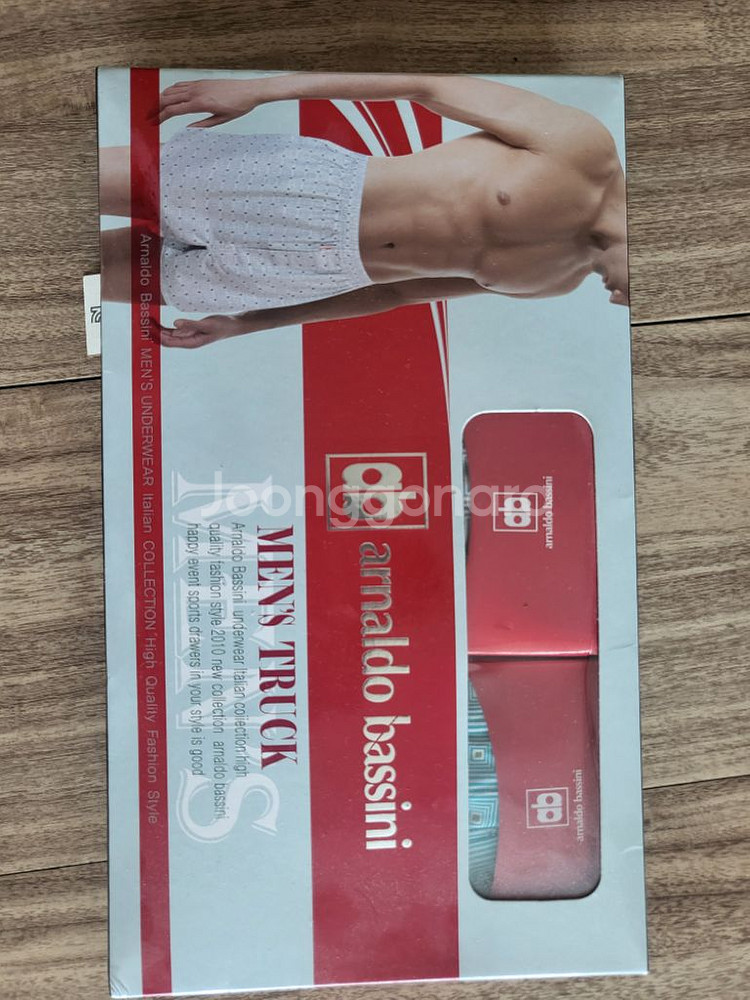 ab
arnaldo bassini
ab
arnaldo bassini
ab arnaldo bassini
Joonggonara
MEN'S
MEN'S TRUCK
Arnaldo Bassini underwear Italian collection high
quality fashion style 2010 new collection arnaldo bassini
happy event sports drawers in your style is good
Arnaldo Bassini MEN'S UNDERWEAR Italian COLLECTION High Quality Fashion Style